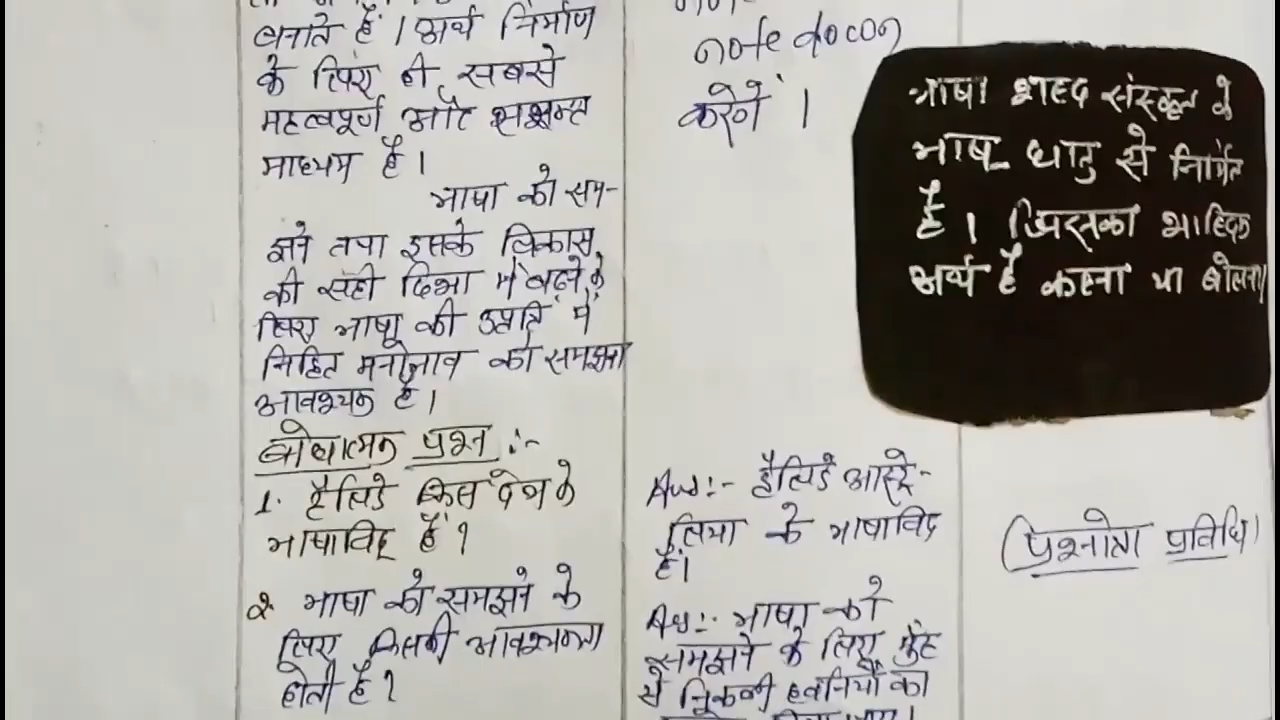 बनाते हैं। अर्थ निर्माण
के लिए ही सबसे
महत्वपूर्ण और सशक्त
माध्यम है।
भाषा को सम-
झने तथा इसके विकास
की सही दिशा में बढ़ने के
लिए भाषा की उत्पत्ति में
निहित मनोभाव को समझना
आवश्यक है।
बोधात्मक प्रश्न :-
1. हैलिडे किस देश के
भाषाविद् हैं?
2. भाषा को समझने के
लिए किसकी आवश्यकता
होती है?
note docon
करेगें।
Ans:- हैलिडे आस्ट्रे-
लिया के भाषाविद्
हैं।
Ans:- भाषा को
समझने के लिए मुँह
से निकली ध्वनियों का
भाषा शब्द संस्कृत के
भाष् धातु से निर्मित
है। जिसका शाब्दिक
अर्थ है कहना या बोलना
(प्रश्नोत्तर प्रविधि)